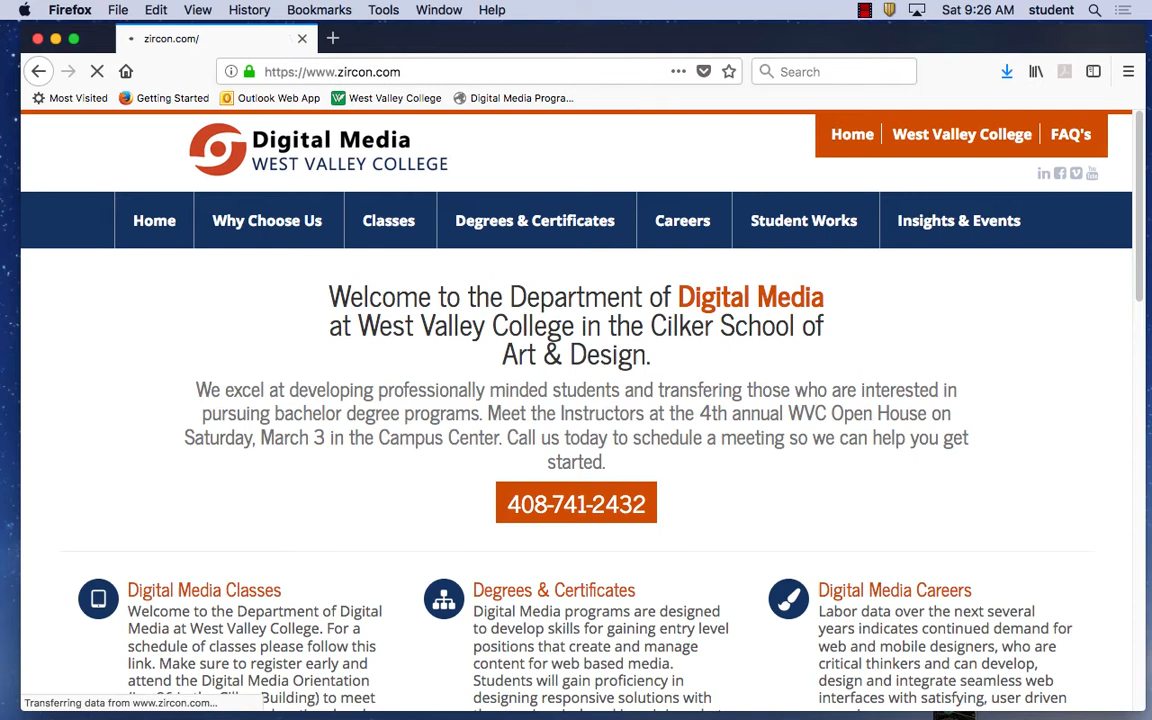 Firefox File Edit View History Bookmarks Tools Window Help Sat 9:26 AM student
zircon.com/
https://www.zircon.com Search
Most Visited Getting Started Outlook Web App West Valley College Digital Media Progra...
Digital Media
WEST VALLEY COLLEGE
Home West Valley College FAQ's
Home Why Choose Us Classes Degrees & Certificates Careers Student Works Insights & Events
Welcome to the Department of Digital Media
at West Valley College in the Cilker School of
Art & Design.
We excel at developing professionally minded students and transfering those who are interested in
pursuing bachelor degree programs. Meet the Instructors at the 4th annual WVC Open House on
Saturday, March 3 in the Campus Center. Call us today to schedule a meeting so we can help you get
started.
408-741-2432
Digital Media Classes
Welcome to the Department of Digital
Media at West Valley College. For a
schedule of classes please follow this
link. Make sure to register early and
attend the Digital Media Orientation
Building) to meet
Degrees & Certificates
Digital Media programs are designed
to develop skills for gaining entry level
positions that create and manage
content for web based media.
Students will gain proficiency in
designing responsive solutions with
Digital Media Careers
Labor data over the next several
years indicates continued demand for
web and mobile designers, who are
critical thinkers and can develop,
design and integrate seamless web
interfaces with satisfying, user driven
Transferring data from www.zircon.com...